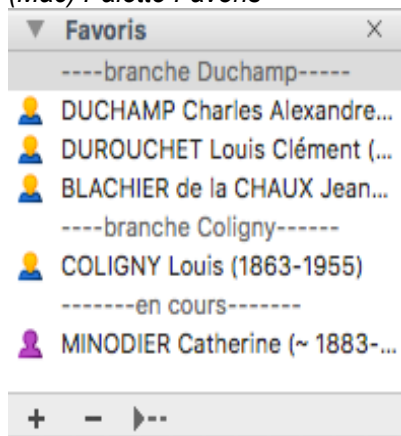 (Mac) Palette Favoris
Favoris
----branche Duchamp-----
DUCHAMP Charles Alexandre...
DUROUCHET Louis Clément (...
BLACHIER de la CHAUX Jean...
----branche Coligny------
COLIGNY Louis (1863-1955)
-------en cours-------
MINODIER Catherine (~ 1883-...